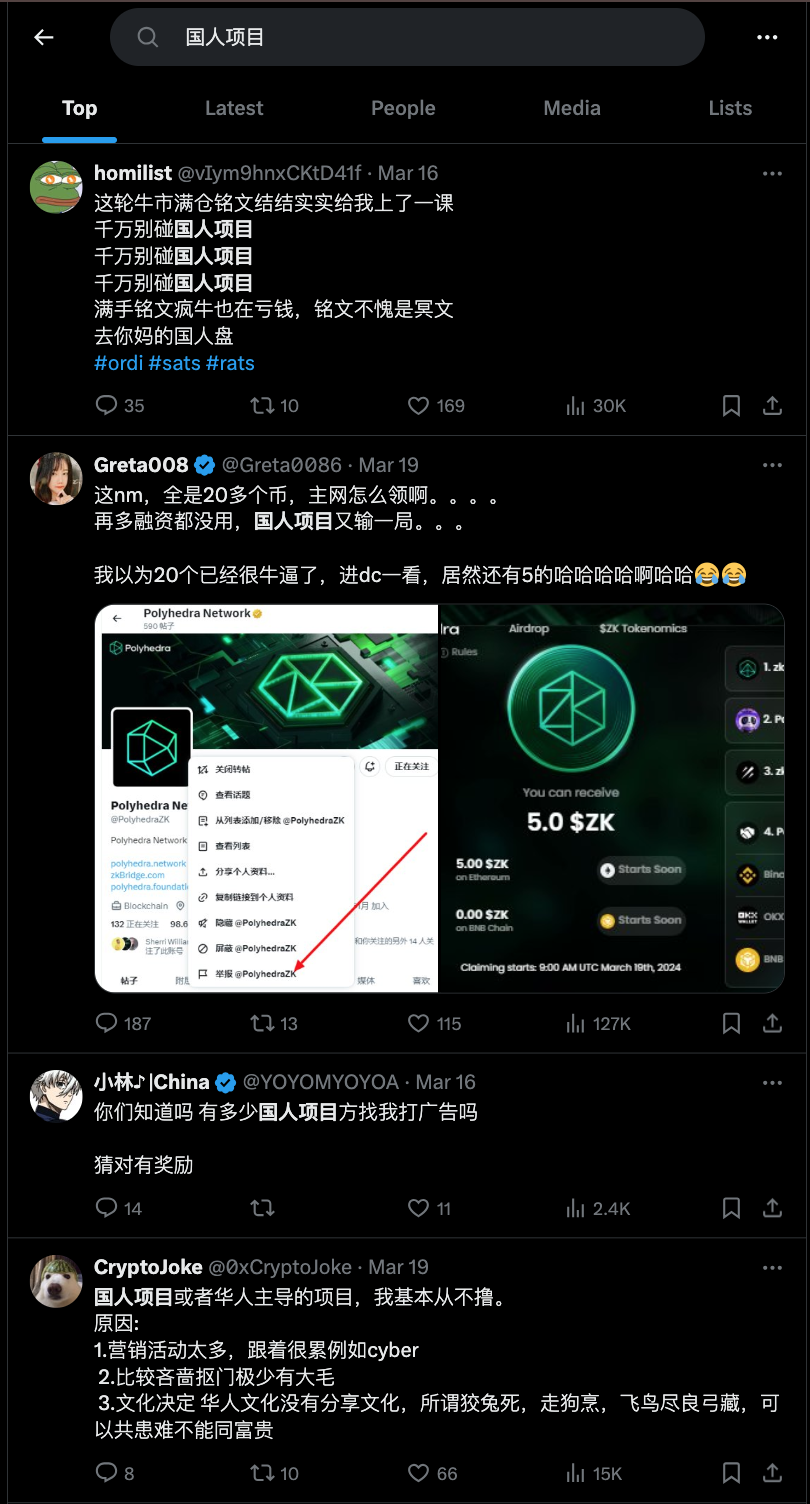 国人项目
Top Latest People Media Lists
homilist @vIym9hnxCKtD41f · Mar 16
这轮牛市满仓铭文结结实实给我上了一课
千万别碰国人项目
千万别碰国人项目
千万别碰国人项目
满手铭文疯牛也在亏钱，铭文不愧是冥文
去你妈的国人盘
#ordi #sats #rats
35 10 169 30K
Greta008 @Greta0086 · Mar 19
这nm，全是20多个币，主网怎么领啊。。。。
再多融资都没用，国人项目又输一局。。。
我以为20个已经很牛逼了，进dc一看，居然还有5的哈哈哈哈啊哈哈😂😂
Polyhedra Network
590 帖子
Polyhedra
关闭转帖
正在关注
查看话题
Polyhedra Ne
@PolyhedraZK
从列表添加/移除 @PolyhedraZK
Polyhedra Network
查看列表
polyhedra.network
zkBridge.com
polyhedra.foundati
分享个人资料...
复制链接到个人资料
Blockchain
月 加入
132 正在关注 98.6
隐藏 @PolyhedraZK
Sherri Willia
注了此账号
屏蔽 @PolyhedraZK
和你关注的另外 14 人关
举报 @PolyhedraZK
帖子
媒体
喜欢
ra Airdrop $ZK Tokenomics
Rules
1. zk
2. Po
3. zk
4. P
You can receive
5.0 $ZK
5.00 $ZK
on Ethereum
Starts Soon
Bina
0.00 $ZK
on BNB Chain
Starts Soon
OKX
WALLET
OKX
BNB
Claiming starts: 9:00 AM UTC March 19th, 2024
187 13 115 127K
小林♪|China @YOYOMYOYOA · Mar 16
你们知道吗 有多少国人项目方找我打广告吗
猜对有奖励
14 11 2.4K
CryptoJoke @0xCryptoJoke · Mar 19
国人项目或者华人主导的项目，我基本从不撸。
原因:
1.营销活动太多，跟着很累例如cyber
2.比较吝啬抠门极少有大毛
3.文化决定 华人文化没有分享文化，所谓狡兔死，走狗烹，飞鸟尽良弓藏，可
以共患难不能同富贵
8 10 66 15K